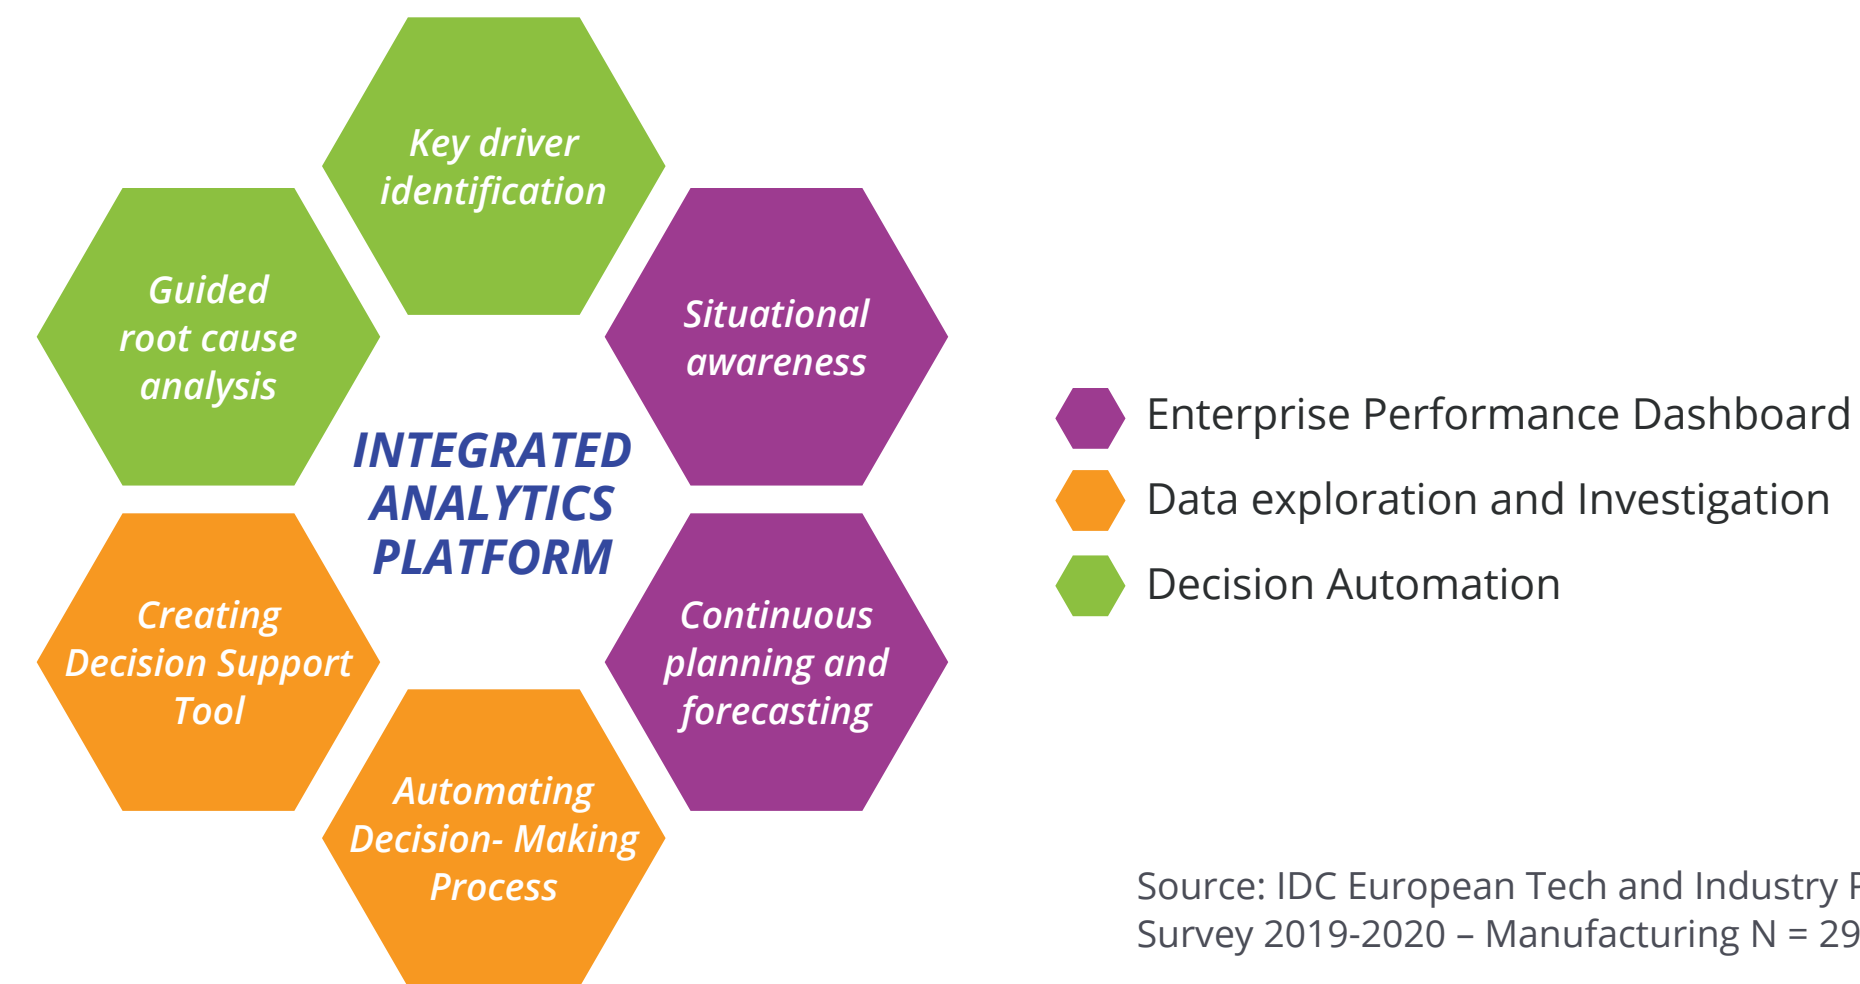 Key driver
identification
Guided
root cause
analysis
Situational
awareness
INTEGRATED
ANALYTICS
PLATFORM
Creating
Decision Support
Tool
Continuous
planning and
forecasting
Automating
Decision- Making
Process
Enterprise Performance Dashboard
Data exploration and Investigation
Decision Automation
Source: IDC European Tech and Industry
Survey 2019-2020 – Manufacturing N = 29